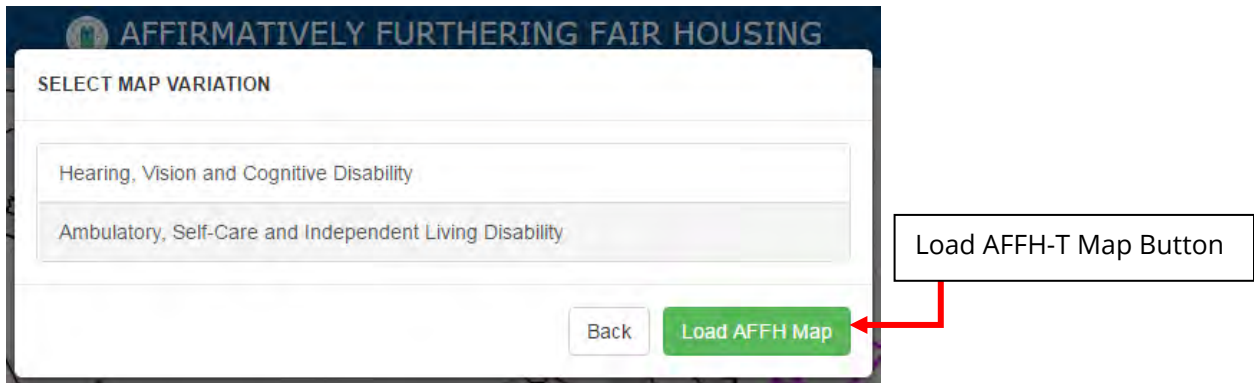 AFFIRMATIVELY FURTHERING FAIR HOUSING
SELECT MAP VARIATION
Hearing, Vision and Cognitive Disability
Ambulatory, Self-Care and Independent Living Disability
Load AFFH-T Map Button
Back
Load AFFH Map